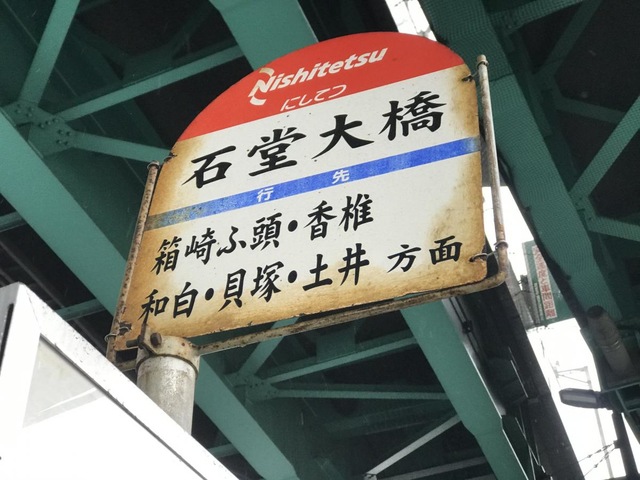 Nishitetsu
にしてつ
石堂大橋
行先
箱崎ふ頭・香椎
和白・貝塚・土井 方面